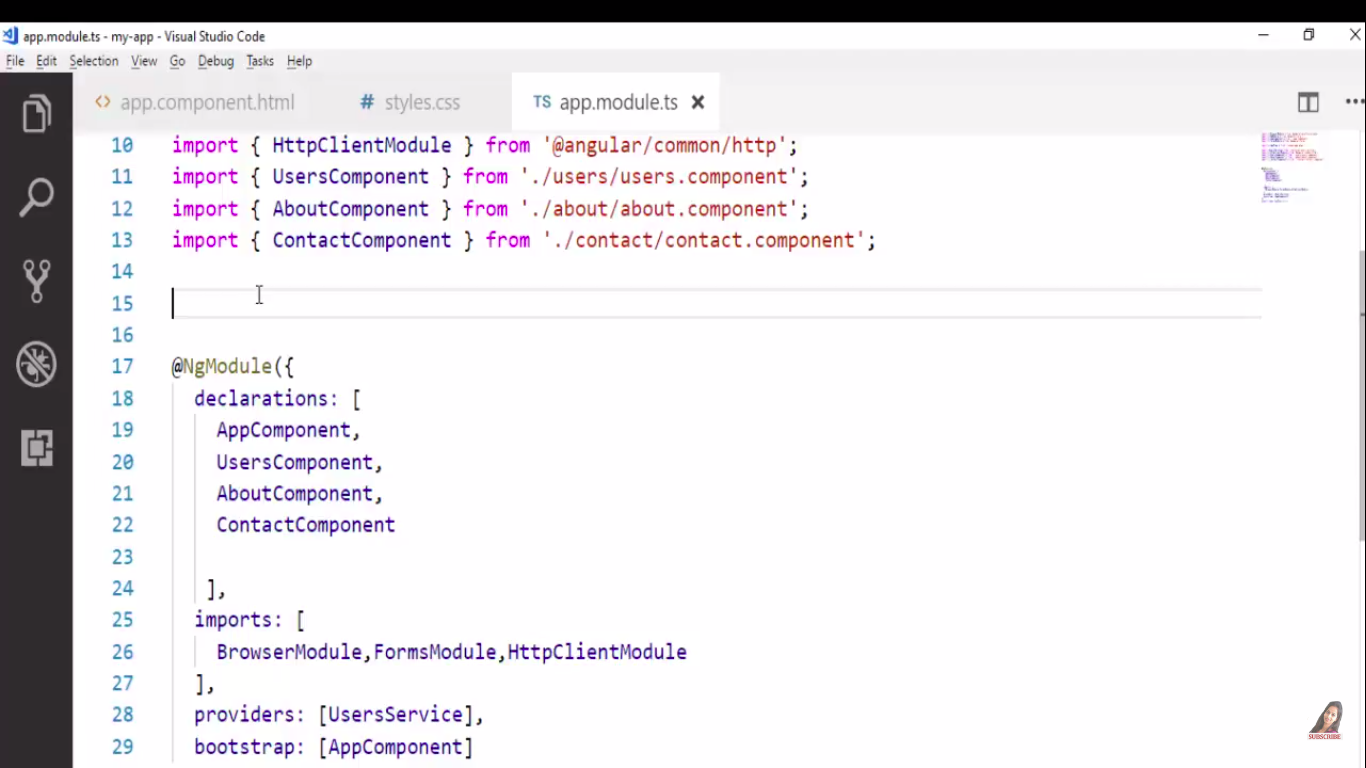 app.module.ts - my-app - Visual Studio Code
File Edit Selection View Go Debug Tasks Help
<> app.component.html # styles.css TS app.module.ts ×
10 import { HttpClientModule } from '@angular/common/http';
11 import { UsersComponent } from './users/users.component';
12 import { AboutComponent } from './about/about.component';
13 import { ContactComponent } from './contact/contact.component';
14
15
16
17 @NgModule({
18 declarations: [
19 AppComponent,
20 UsersComponent,
21 AboutComponent,
22 ContactComponent
23
24 ],
25 imports: [
26 BrowserModule,FormsModule,HttpClientModule
27 ],
28 providers: [UsersService],
29 bootstrap: [AppComponent]
SUBSCRIBE